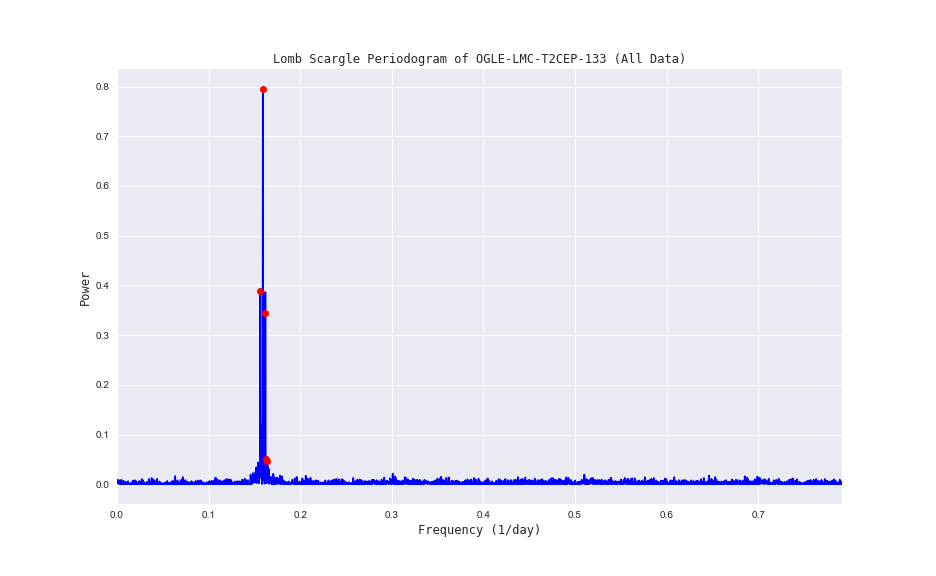 Lomb Scargle Periodogram of OGLE-LMC-T2CEP-133 (All Data)
0.8
0.7
0.6
0.5
0.4
0.3
0.2
0.1
0.0
Power
0.0 0.1 0.2 0.3 0.4 0.5 0.6 0.7
Frequency (1/day)